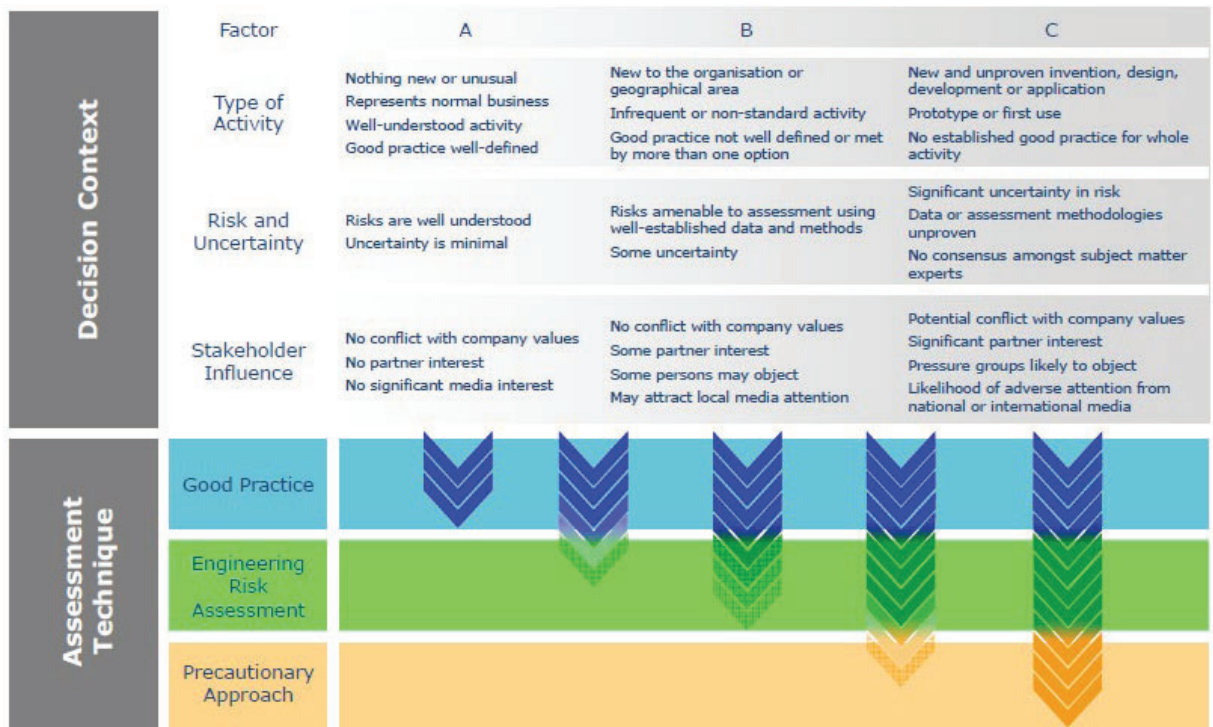 Decision Context
Factor
A
B
C
Type of
Activity
Nothing new or unusual
Represents normal business
Well-understood activity
Good practice well-defined
New to the organisation or
geographical area
Infrequent or non-standard activity
Good practice not well defined or met
by more than one option
New and unproven invention, design,
development or application
Prototype or first use
No established good practice for whole
activity
Risk and
Uncertainty
Risks are well understood
Uncertainty is minimal
Risks amenable to assessment using
well-established data and methods
Some uncertainty
Significant uncertainty in risk
Data or assessment methodologies
unproven
No consensus amongst subject matter
experts
Stakeholder
Influence
No conflict with company values
No partner interest
No significant media interest
No conflict with company values
Some partner interest
Some persons may object
May attract local media attention
Potential conflict with company values
Significant partner interest
Pressure groups likely to object
Likelihood of adverse attention from
national or international media
Assessment
Technique
Good Practice
Engineering
Risk
Assessment
Precautionary
Approach